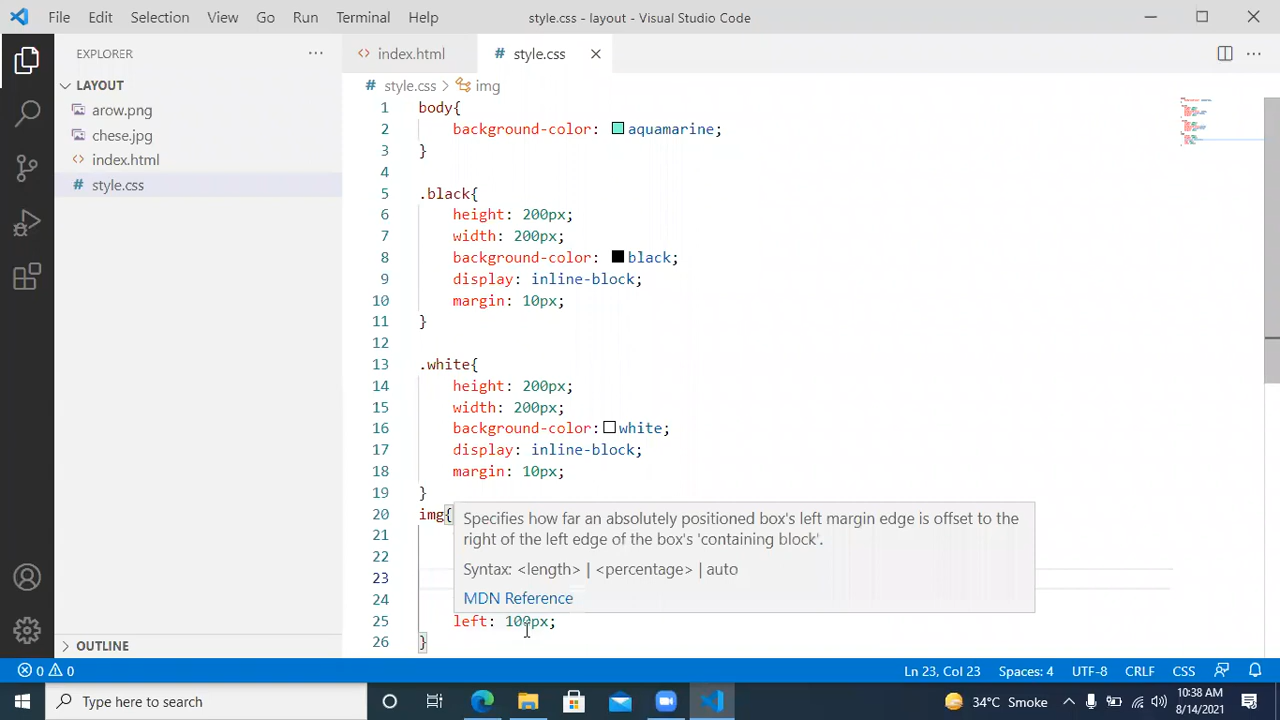 File Edit Selection View Go Run Terminal Help style.css - layout - Visual Studio Code
EXPLORER
LAYOUT
arow.png
chese.jpg
index.html
style.css
OUTLINE
index.html style.css
style.css > img
1 body{
2 background-color: aquamarine;
3 }
4
5 .black{
6 height: 200px;
7 width: 200px;
8 background-color: black;
9 display: inline-block;
10 margin: 10px;
11 }
12
13 .white{
14 height: 200px;
15 width: 200px;
16 background-color: white;
17 display: inline-block;
18 margin: 10px;
19 }
20 img{
21
22
23
24
25 left: 100px;
26 }
Specifies how far an absolutely positioned box's left margin edge is offset to the
right of the left edge of the box's 'containing block'.
Syntax: <length> | <percentage> | auto
MDN Reference
0 0 Ln 23, Col 23 Spaces: 4 UTF-8 CRLF CSS
Type here to search
34°C Smoke
10:38 AM
8/14/2021